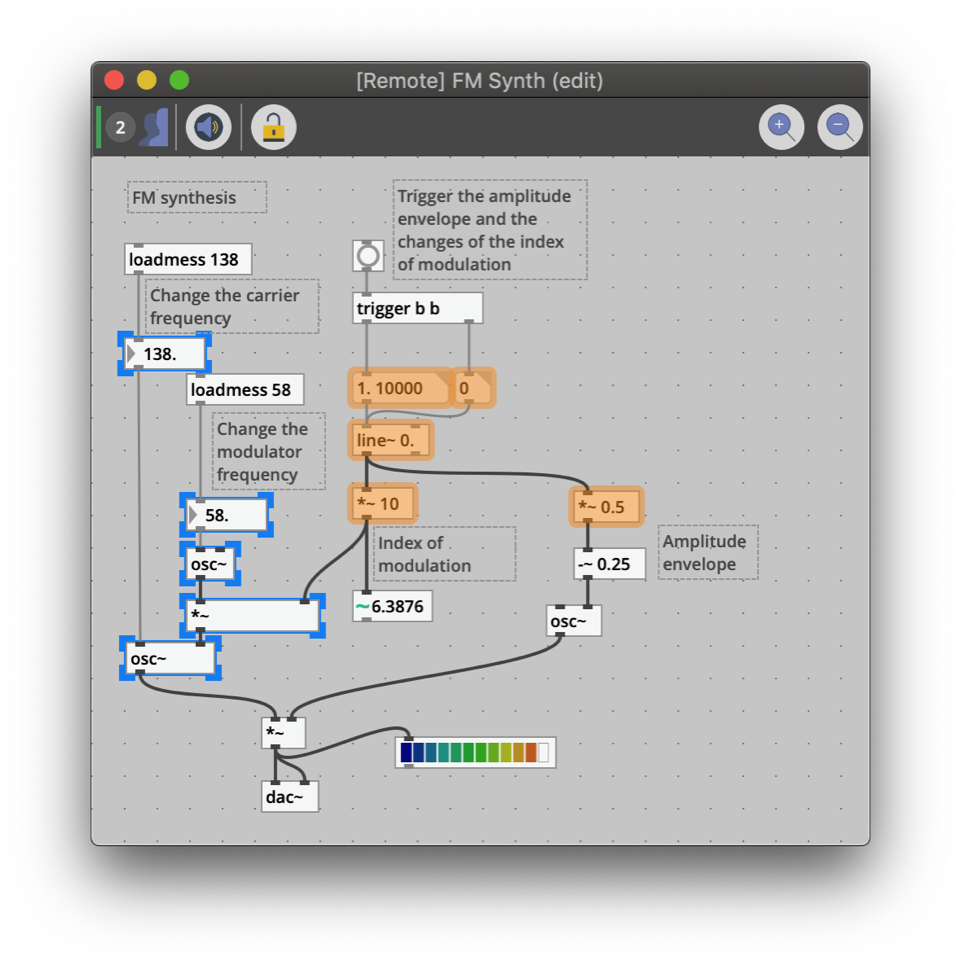 [Remote] FM Synth (edit)
2
FM synthesis
Trigger the amplitude
envelope and the
changes of the index
of modulation
loadmess 138
Change the carrier
frequency
trigger b b
138.
loadmess 58
1. 10000
0
Change the
modulator
frequency
line~ 0.
58.
*~ 10
*~ 0.5
Index of
modulation
Amplitude
envelope
osc~
-~ 0.25
*~
~6.3876
osc~
osc~
*~
dac~